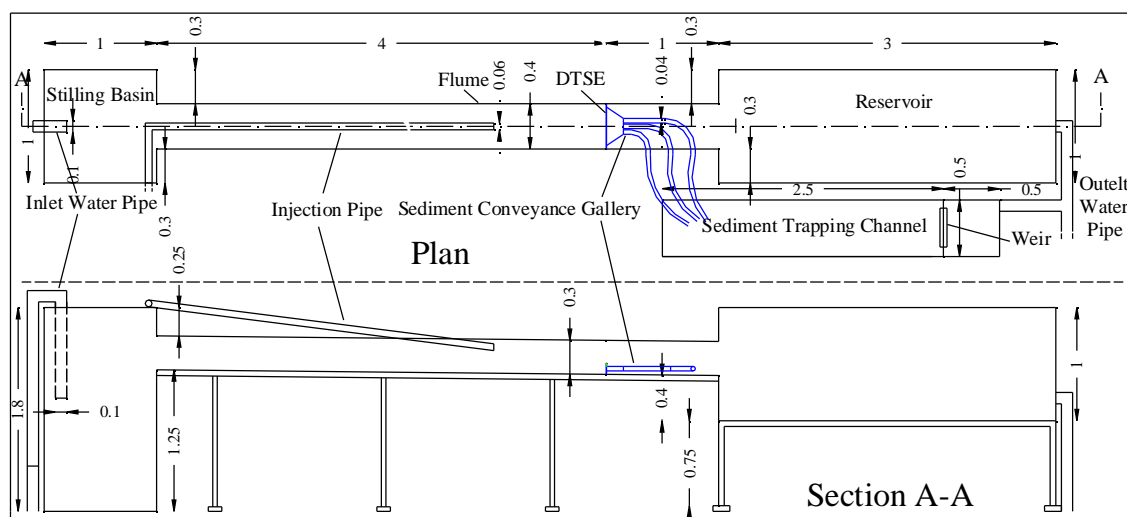 0.3
0.3
1
4
1
3
A
Stilling Basin
Flume
0.06
0.4
DTSE
0.04
Reservoir
A
0.3
1
0.1
0.5
1
Inlet Water Pipe
0.3
Injection Pipe
Sediment Conveyance Gallery
2.5
0.5
Outelt
Water
Pipe
Sediment Trapping Channel
Weir
Plan
0.25
0.3
1
0.4
1.8
0.1
1.25
0.75
Section A-A